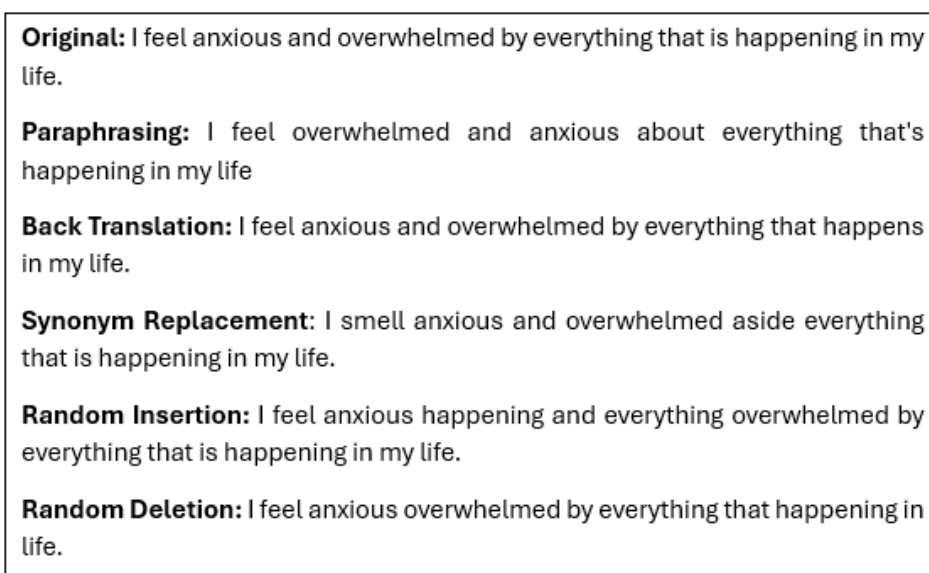 Original: I feel anxious and overwhelmed by everything that is happening in my
life.
Paraphrasing: I feel overwhelmed and anxious about everything that's
happening in my life
Back Translation: I feel anxious and overwhelmed by everything that happens
in my life.
Synonym Replacement: I smell anxious and overwhelmed aside everything
that is happening in my life.
Random Insertion: I feel anxious happening and everything overwhelmed by
everything that is happening in my life.
Random Deletion: I feel anxious overwhelmed by everything that happening in
life.